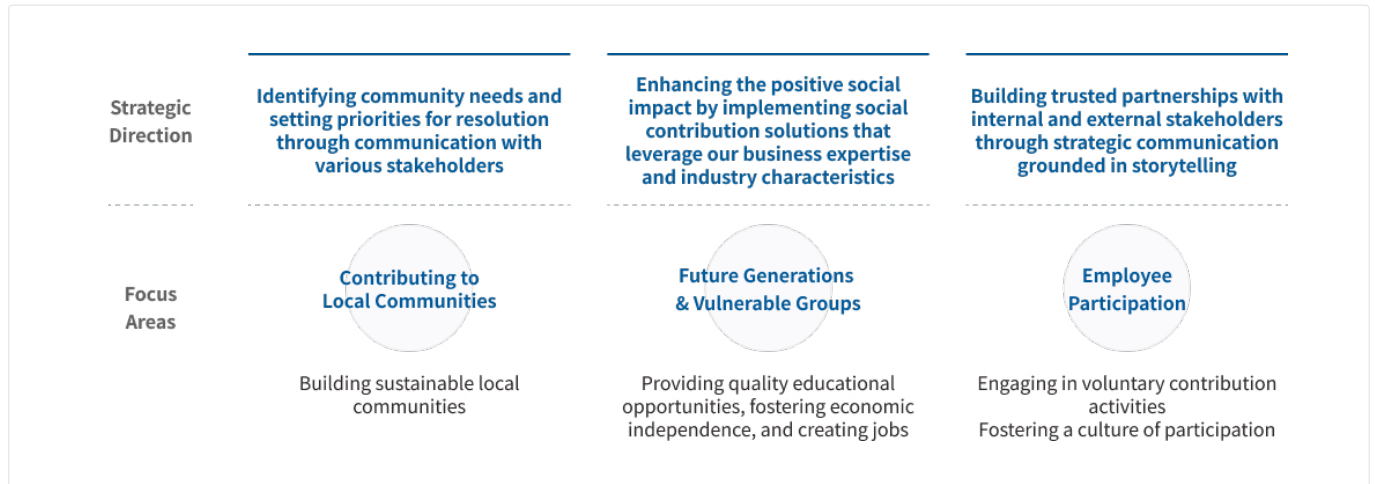 Strategic
Direction
Identifying community needs and
setting priorities for resolution
through communication with
various stakeholders
Enhancing the positive social
impact by implementing social
contribution solutions that
leverage our business expertise
and industry characteristics
Building trusted partnerships with
internal and external stakeholders
through strategic communication
grounded in storytelling
Focus
Areas
Contributing to
Local Communities
Future Generations
& Vulnerable Groups
Employee
Participation
Building sustainable local
communities
Providing quality educational
opportunities, fostering economic
independence, and creating jobs
Engaging in voluntary contribution
activities
Fostering a culture of participation